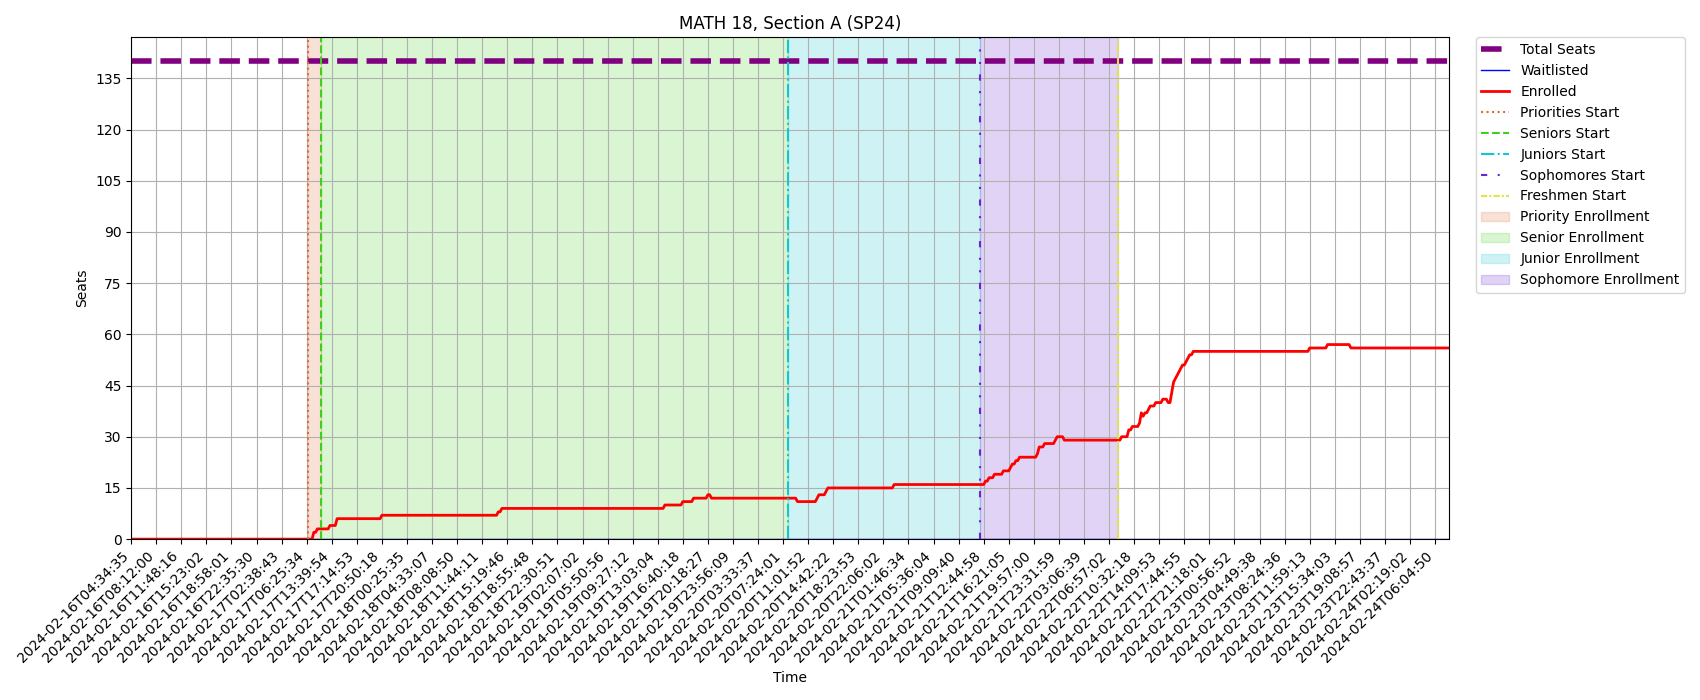 MATH 18, Section A (SP24)
Seats
135
120
105
90
75
60
45
30
15
0
2024-02-16T04:34:35
2024-02-16T08:12:00
2024-02-16T11:48:16
2024-02-16T15:23:02
2024-02-16T18:58:01
2024-02-16T22:35:30
2024-02-17T02:38:43
2024-02-17T06:25:34
2024-02-17T13:39:54
2024-02-17T17:14:53
2024-02-17T20:50:18
2024-02-18T00:25:35
2024-02-18T04:33:07
2024-02-18T08:08:50
2024-02-18T11:44:11
2024-02-18T15:19:46
2024-02-18T18:55:48
2024-02-18T22:30:51
2024-02-19T02:07:02
2024-02-19T05:50:56
2024-02-19T09:27:12
2024-02-19T13:03:04
2024-02-19T16:40:18
2024-02-19T20:18:27
2024-02-19T23:56:09
2024-02-20T03:33:37
2024-02-20T07:24:01
2024-02-20T11:01:52
2024-02-20T14:42:22
2024-02-20T18:23:53
2024-02-20T22:06:02
2024-02-21T01:46:34
2024-02-21T05:36:04
2024-02-21T09:09:40
2024-02-21T12:44:58
2024-02-21T16:21:05
2024-02-21T19:57:00
2024-02-21T23:31:59
2024-02-22T03:06:39
2024-02-22T06:57:02
2024-02-22T10:32:18
2024-02-22T14:09:53
2024-02-22T17:44:55
2024-02-22T21:18:01
2024-02-23T00:56:52
2024-02-23T04:49:38
2024-02-23T08:24:36
2024-02-23T11:59:13
2024-02-23T15:34:03
2024-02-23T19:08:57
2024-02-23T22:43:37
2024-02-24T02:19:02
2024-02-24T06:04:50
Time
Total Seats
Waitlisted
Enrolled
Priorities Start
Seniors Start
Juniors Start
Sophomores Start
Freshmen Start
Priority Enrollment
Senior Enrollment
Junior Enrollment
Sophomore Enrollment